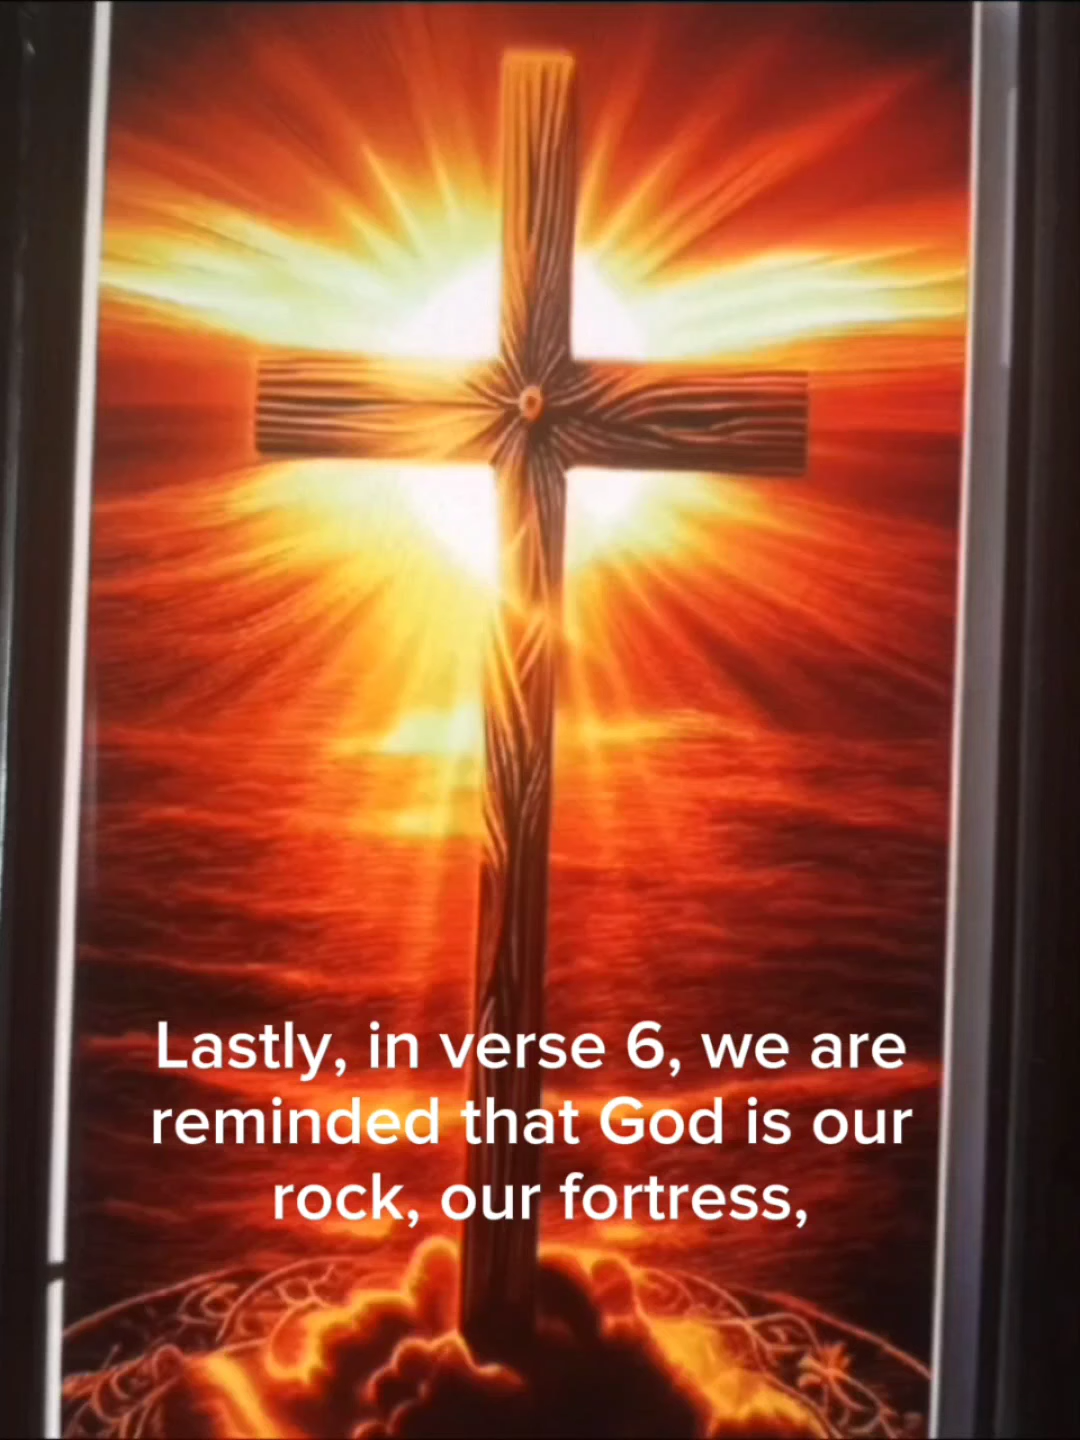 Lastly, in verse 6, we are
reminded that God is our
rock, our fortress,